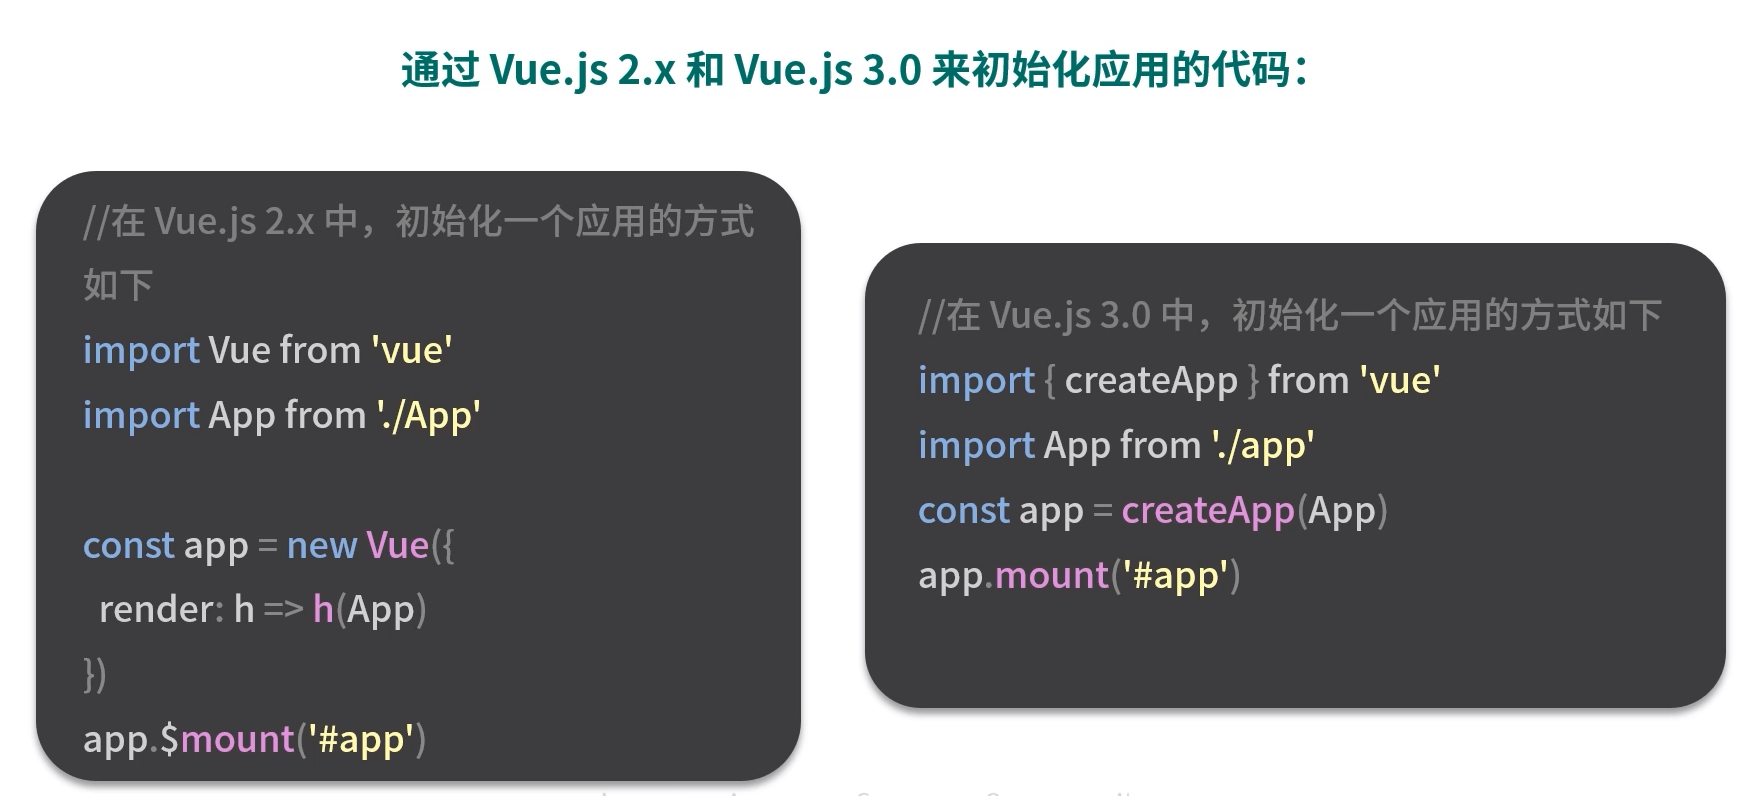 通过 Vue.js 2.x 和 Vue.js 3.0 来初始化应用的代码：
//在 Vue.js 2.x 中，初始化一个应用的方式
如下
import Vue from 'vue'
import App from './App'
const app = new Vue({
  render: h => h(App)
})
app.$mount('#app')
//在 Vue.js 3.0 中，初始化一个应用的方式如下
import { createApp } from 'vue'
import App from './app'
const app = createApp(App)
app.mount('#app')